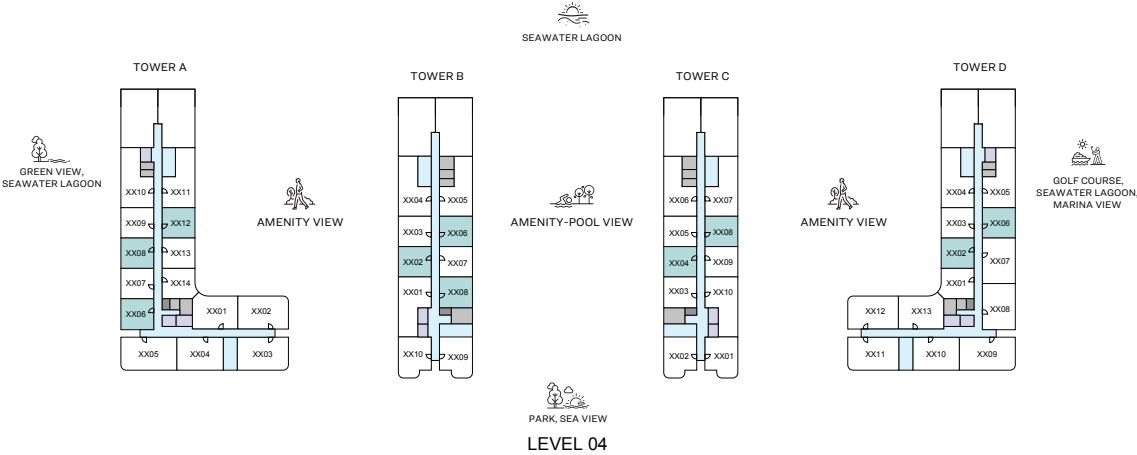 SEAWATER LAGOON
TOWER A
TOWER B
TOWER C
TOWER D
GREEN VIEW,
SEAWATER LAGOON
AMENITY VIEW
AMENITY-POOL VIEW
AMENITY VIEW
GOLF COURSE,
SEAWATER LAGOON,
MARINA VIEW
XX10 XX11
XX09 XX12
XX08 XX13
XX07 XX14
XX06 XX01 XX02
XX05 XX04 XX03
XX04 XX05
XX03 XX06
XX02 XX07
XX01 XX08
XX10 XX09
XX06 XX07
XX05 XX08
XX04 XX09
XX03 XX10
XX02 XX01
XX04 XX05
XX03 XX06
XX02 XX07
XX01
XX12 XX13 XX08
XX11 XX10 XX09
PARK, SEA VIEW
LEVEL 04